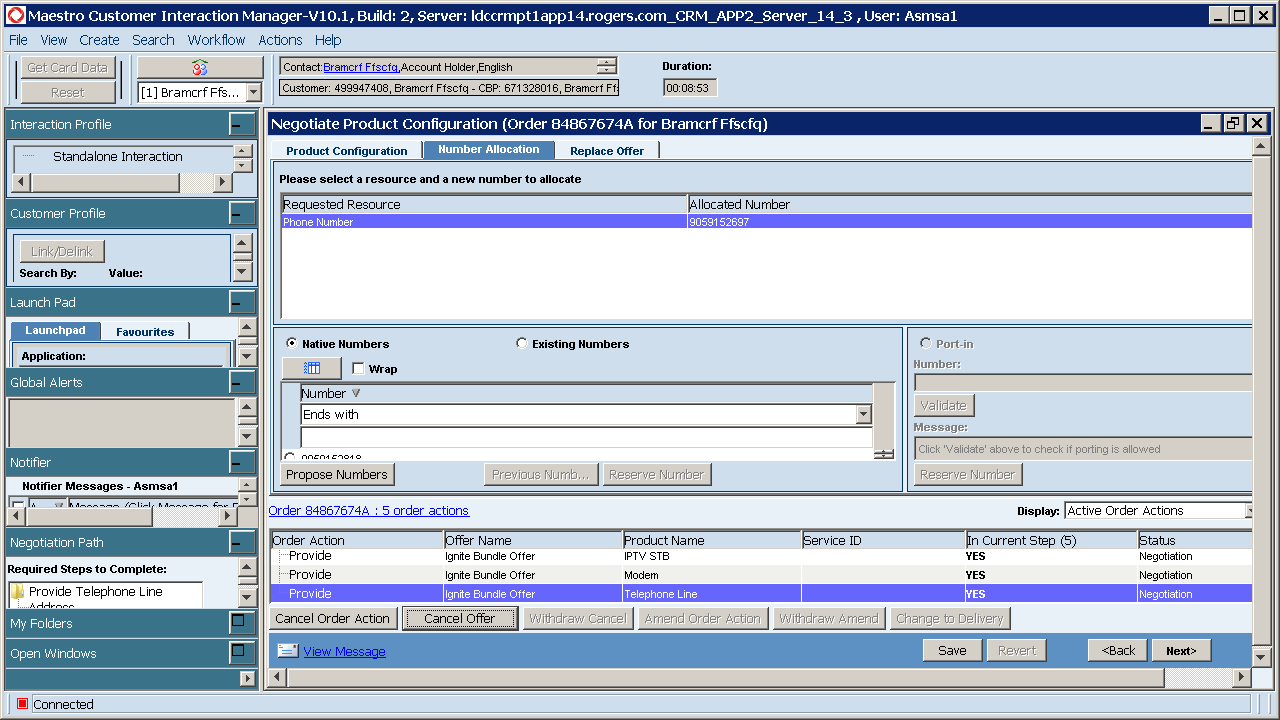 Maestro Customer Interaction Manager-V10.1, Build: 2, Server: ldccrmpt1app14.rogers.com_CRM_APP2_Server_14_3 , User: Asmsa1
File View Create Search Workflow Actions Help
Get Card Data
Reset
[1] Bramcrf Ffs...
Contact:Bramcrf Ffscfq,Account Holder,English
Customer: 499947408, Bramcrf Ffscfq - CBP: 671328016, Bramcrf Ff
Duration:
00:08:53
Interaction Profile
Standalone Interaction
Customer Profile
Link/Delink
Search By: Value:
Launch Pad
Launchpad Favourites
Application:
Global Alerts
Notifier
Notifier Messages - Asmsa1
Negotiation Path
Required Steps to Complete:
Provide Telephone Line
Address
My Folders
Open Windows
Negotiate Product Configuration (Order 84867674A for Bramcrf Ffscfq)
Product Configuration Number Allocation Replace Offer
Please select a resource and a new number to allocate
Requested Resource Allocated Number
Phone Number 9059152697
Native Numbers Existing Numbers
Wrap
Number
Ends with
9059152818
Propose Numbers Previous Numb... Reserve Number
Port-in
Number:
Validate
Message:
Click 'Validate' above to check if porting is allowed
Reserve Number
Order 84867674A : 5 order actions
Display: Active Order Actions
Order Action Offer Name Product Name Service ID In Current Step (5) Status
Provide Ignite Bundle Offer IPTV STB YES Negotiation
Provide Ignite Bundle Offer Modem YES Negotiation
Provide Ignite Bundle Offer Telephone Line YES Negotiation
Cancel Order Action Cancel Offer Withdraw Cancel Amend Order Action Withdraw Amend Change to Delivery
View Message Save Revert <Back Next>
Connected